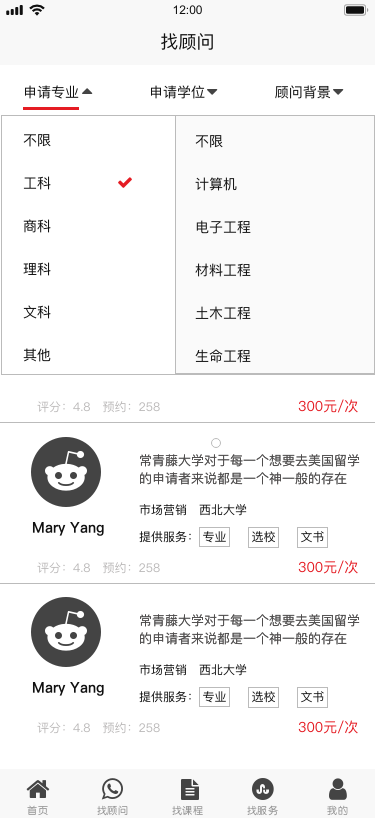 12:00
找顾问
申请专业 申请学位 顾问背景
不限 不限
工科 计算机
商科 电子工程
理科 材料工程
文科 土木工程
其他 生命工程
评分：4.8 预约：258 300元/次
常青藤大学对于每一个想要去美国留学
的申请者来说都是一个神一般的存在
市场营销 西北大学
Mary Yang
提供服务： 专业 选校 文书
评分：4.8 预约：258 300元/次
常青藤大学对于每一个想要去美国留学
的申请者来说都是一个神一般的存在
市场营销 西北大学
Mary Yang
提供服务： 专业 选校 文书
评分：4.8 预约：258 300元/次
首页 找顾问 找课程 找服务 我的